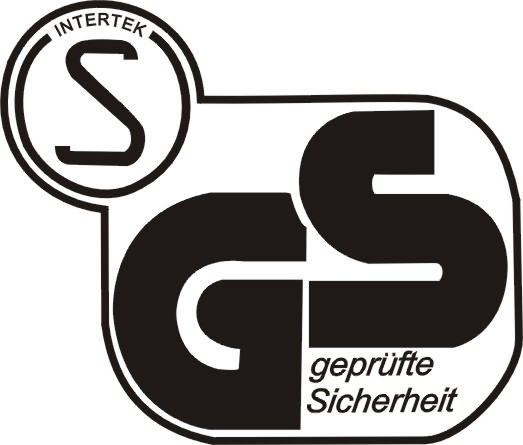 INTERTEK
S
GS
geprüfte
Sicherheit